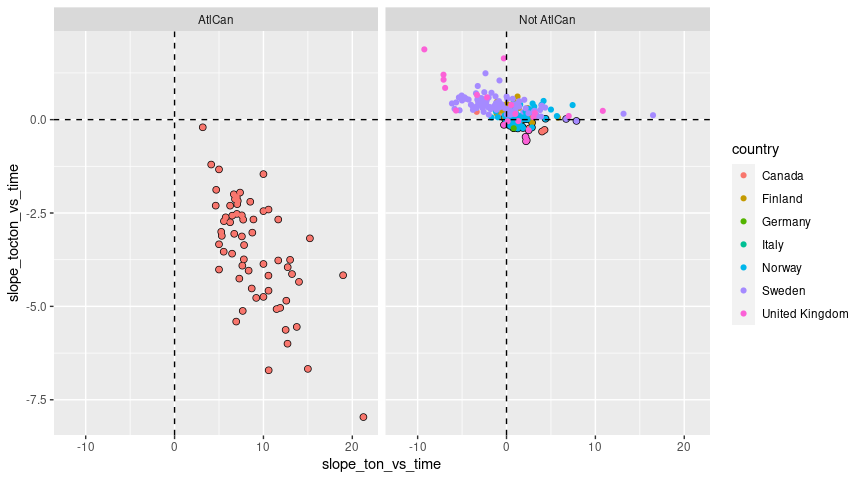 AtlCan
Not AtlCan
slope_tocton_vs_time
0.0
-2.5
-5.0
-7.5
-10
0
10
20
-10
0
10
20
slope_ton_vs_time
country
Canada
Finland
Germany
Italy
Norway
Sweden
United Kingdom